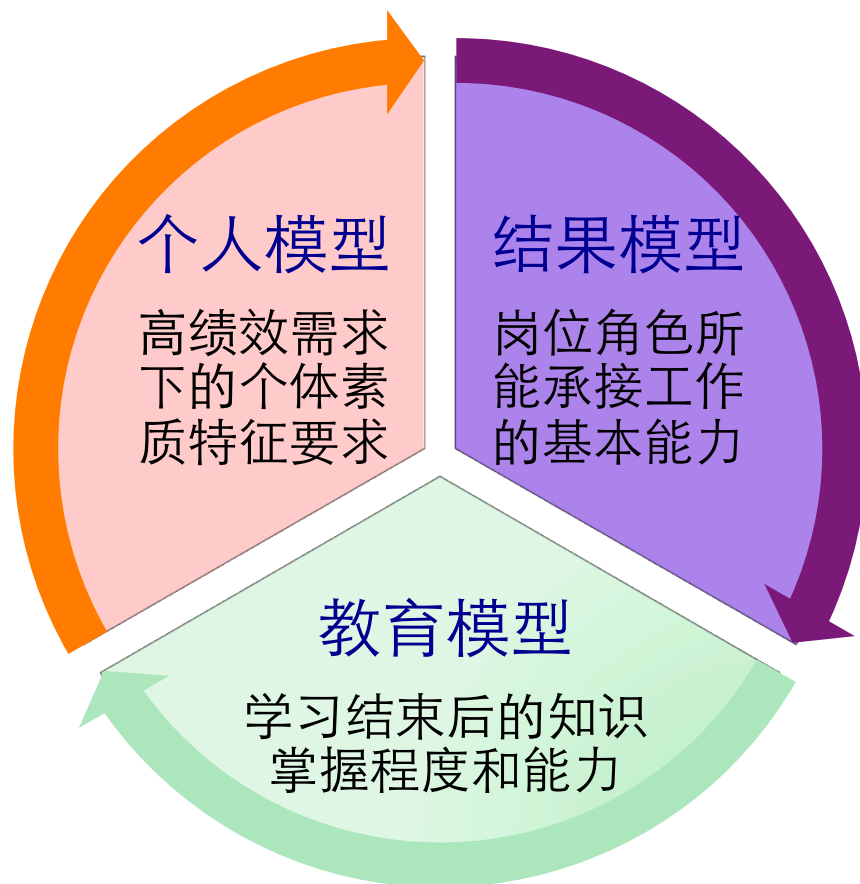 个人模型
高绩效需求
下的个体素
质特征要求
结果模型
岗位角色所
能承接工作
的基本能力
教育模型
学习结束后的知识
掌握程度和能力